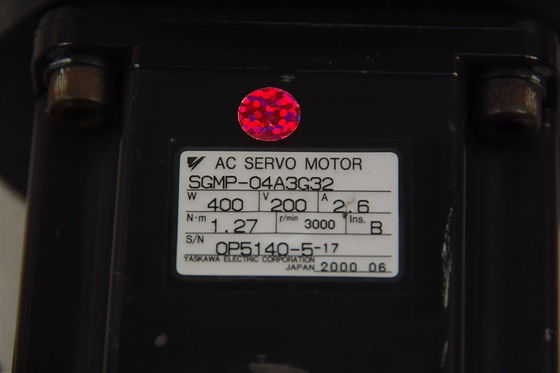 AC SERVO MOTOR
SGMP-04A3G32
W 400 V 200 A 2.6
N·m 1.27 r/min 3000 Ins. B
S/N 0P5140-5-17
YASKAWA ELECTRIC CORPORATION
JAPAN 2000 06